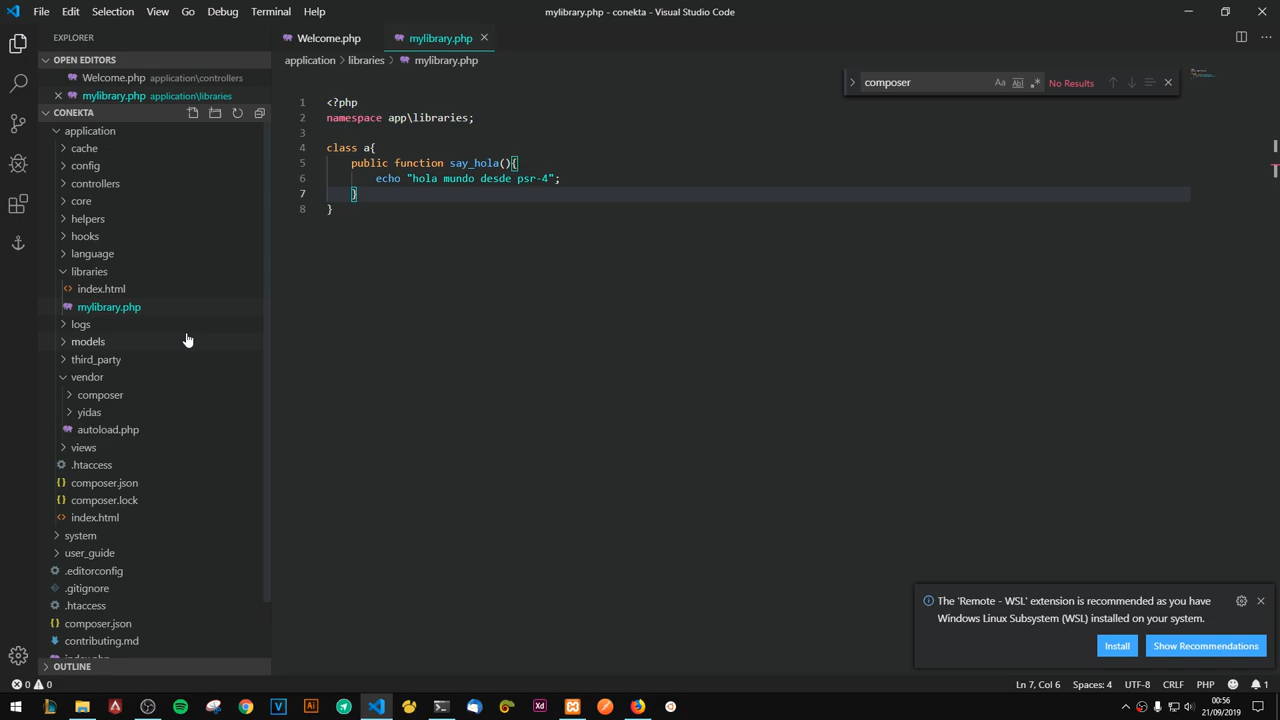 File Edit Selection View Go Debug Terminal Help
mylibrary.php - conekta - Visual Studio Code
EXPLORER
OPEN EDITORS
Welcome.php application\controllers
mylibrary.php application\libraries
CONEKTA
application
cache
config
controllers
core
helpers
hooks
language
libraries
index.html
mylibrary.php
logs
models
third_party
vendor
composer
yidas
autoload.php
views
.htaccess
composer.json
composer.lock
index.html
system
user_guide
.editorconfig
.gitignore
.htaccess
composer.json
contributing.md
OUTLINE
Welcome.php mylibrary.php
application libraries mylibrary.php
composer Aa Abl .* No Results
1 <?php
2 namespace app\libraries;
3
4 class a{
5 public function say_hola(){
6 echo "hola mundo desde psr-4";
7 }
8 }
The 'Remote - WSL' extension is recommended as you have
Windows Linux Subsystem (WSL) installed on your system.
Install Show Recommendations
0 0 Ln 7, Col 6 Spaces: 4 UTF-8 CRLF PHP 1
V Ai Xd
00:56
21/09/2019